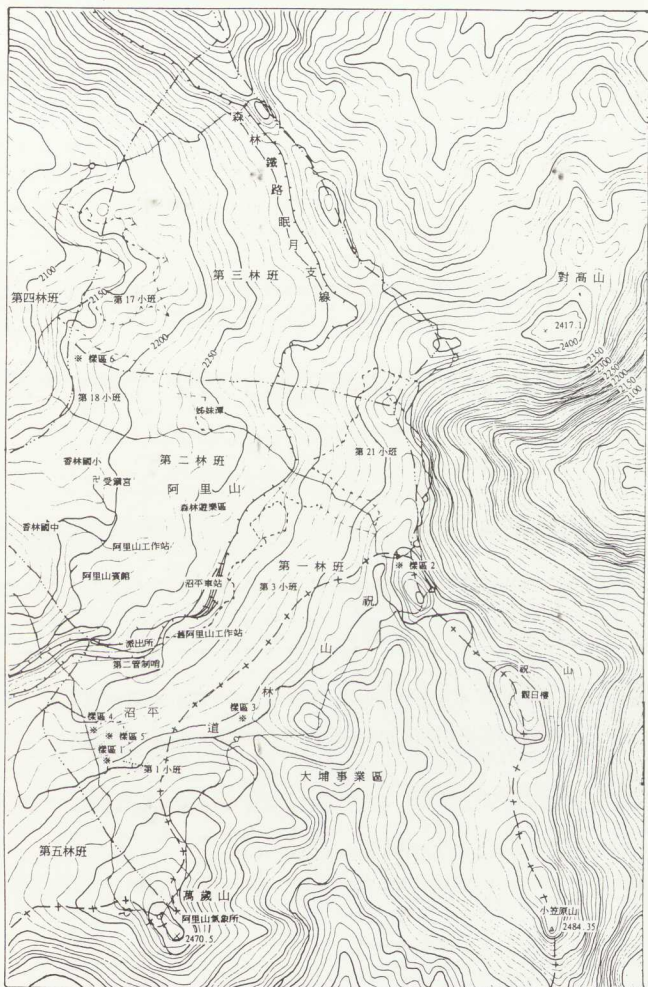 森林鐵路眠月支線
第三林班
對高山
2417.1
2400
2350
2300
2250
2200
2150
2100
2100
第四林班
2150
第17小班
2200
2250
※ 樣區 6
第18小班
姊妹潭
第21小班
香林國小
第二林班
卍 受鎮宮
阿里山
森林遊樂區
香林國中
阿里山工作站
第一林班
※ 樣區 2
阿里山賓館
沼平車站
第3小班
祝山林道
派出所
舊阿里山工作站
第二管制哨
祝山
觀日樓
沼平
樣區 4
※
樣區 3
※
※ 樣區 5
樣區 1
※
第1小班
大埔事業區
第五林班
萬歲山
阿里山氣象所
2470.5
小笠原山
2484.35